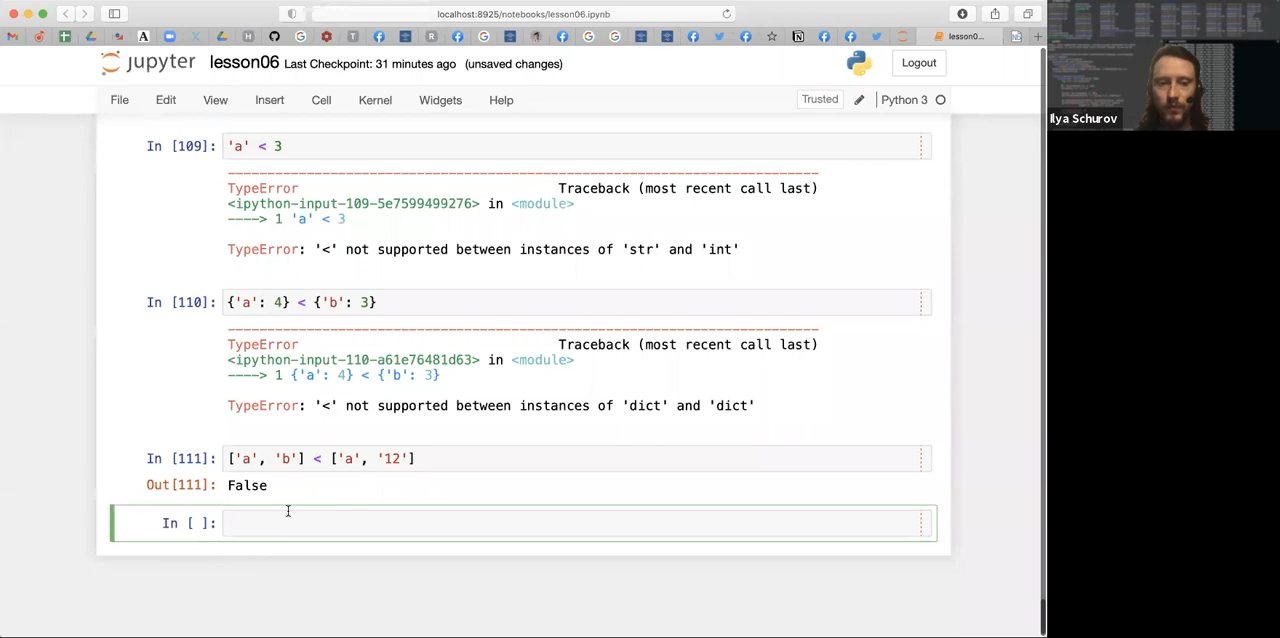 localhost:8925/notebooks/lesson06.ipynb
lesson0...
jupyter lesson06 Last Checkpoint: 31 minutes ago (unsaved changes)
Logout
File Edit View Insert Cell Kernel Widgets Help
Trusted
Python 3
In [109]: 'a' < 3
TypeError Traceback (most recent call last)
<ipython-input-109-5e7599499276> in <module>
----> 1 'a' < 3
TypeError: '<' not supported between instances of 'str' and 'int'
In [110]: {'a': 4} < {'b': 3}
TypeError Traceback (most recent call last)
<ipython-input-110-a61e76481d63> in <module>
----> 1 {'a': 4} < {'b': 3}
TypeError: '<' not supported between instances of 'dict' and 'dict'
In [111]: ['a', 'b'] < ['a', '12']
Out[111]: False
In [ ]:
Ilya Schurov